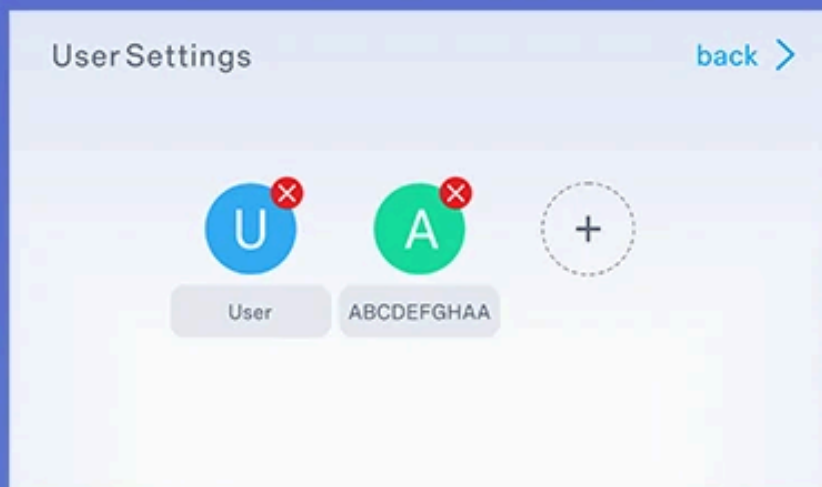 User Settings
back
U
A
+
User
ABCDEFGHAA